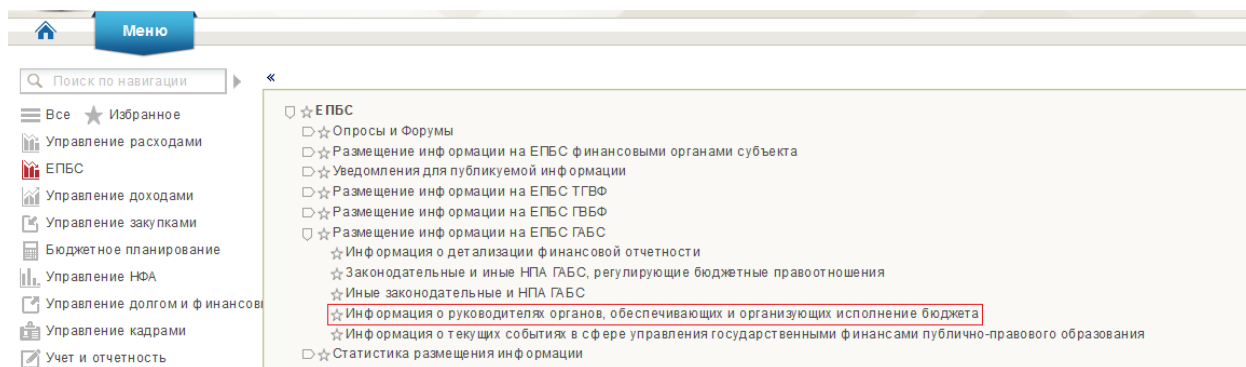 Меню
Поиск по навигации
Все Избранное
Управление расходами
ЕПБС
Управление доходами
Управление закупками
Бюджетное планирование
Управление НФА
Управление долгом и финансовы
Управление кадрами
Учет и отчетность
«
ЕПБС
Опросы и Форумы
Размещение информации на ЕПБС финансовыми органами субъекта
Уведомления для публикуемой информации
Размещение информации на ЕПБС ТГВФ
Размещение информации на ЕПБС ГВБФ
Размещение информации на ЕПБС ГАБС
Информация о детализации финансовой отчетности
Законодательные и иные НПА ГАБС, регулирующие бюджетные правоотношения
Иные законодательные и НПА ГАБС
Информация о руководителях органов, обеспечивающих и организующих исполнение бюджета
Информация о текущих событиях в сфере управления государственными финансами публично-правового образования
Статистика размещения информации